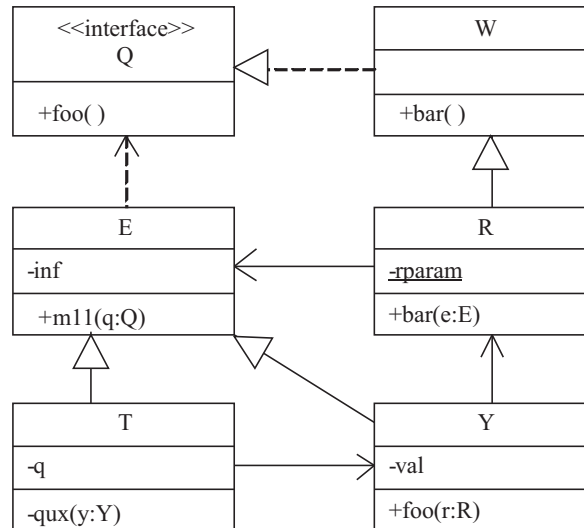 <<interface>>
Q
+foo( )
W
+bar( )
E
-inf
+m11(q:Q)
R
-rparam
+bar(e:E)
T
-q
-qux(y:Y)
Y
-val
+foo(r:R)